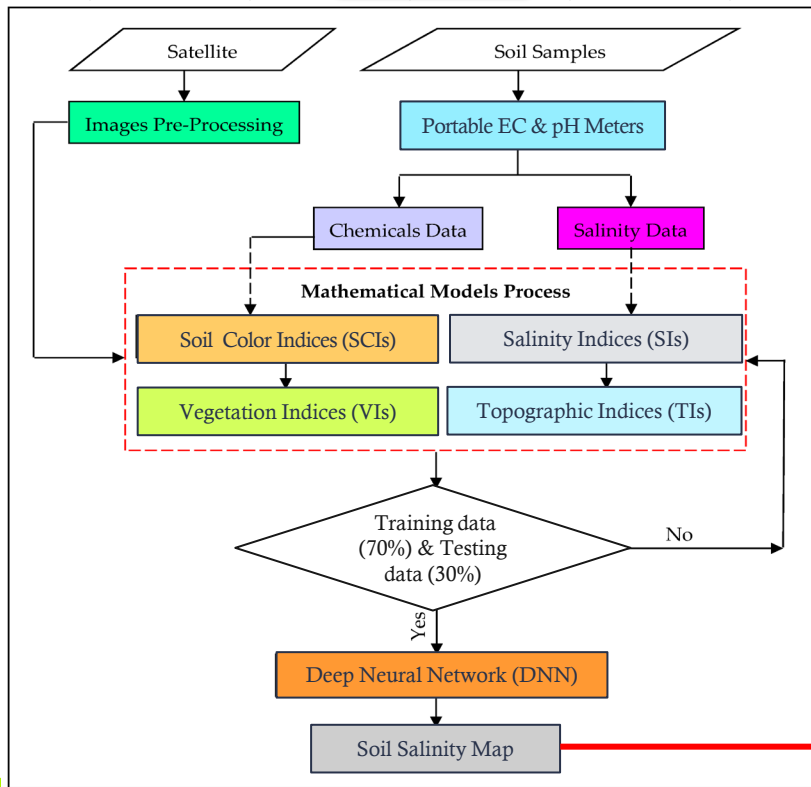 Satellite
Soil Samples
Images Pre-Processing
Portable EC & pH Meters
Chemicals Data
Salinity Data
Mathematical Models Process
Soil Color Indices (SCIs)
Salinity Indices (SIs)
Vegetation Indices (VIs)
Topographic Indices (TIs)
Training data
(70%) & Testing
data (30%)
No
Yes
Deep Neural Network (DNN)
Soil Salinity Map